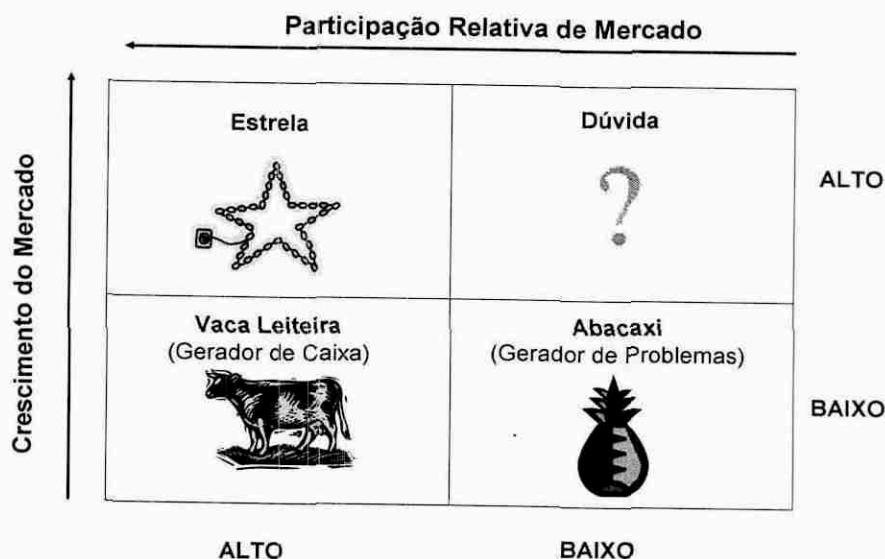 Participação Relativa de Mercado
Crescimento do Mercado
Estrela
Dúvida
?
ALTO
Vaca Leiteira
(Gerador de Caixa)
Abacaxi
(Gerador de Problemas)
BAIXO
ALTO
BAIXO